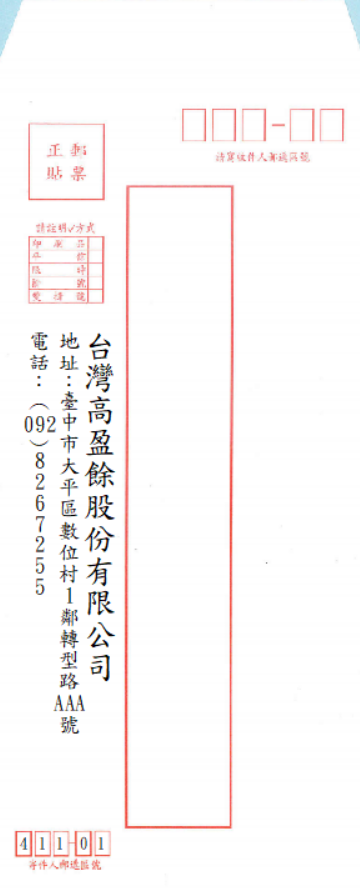 請寫收件人郵遞區號
正郵
貼票
請註明✓方式
印刷品
平信
限時
掛號
雙掛號
台灣高盈餘股份有限公司
地址：臺中市大平區數位村1鄰轉型路AAA號
電話：（092）8267255
411-01
寄件人郵遞區號